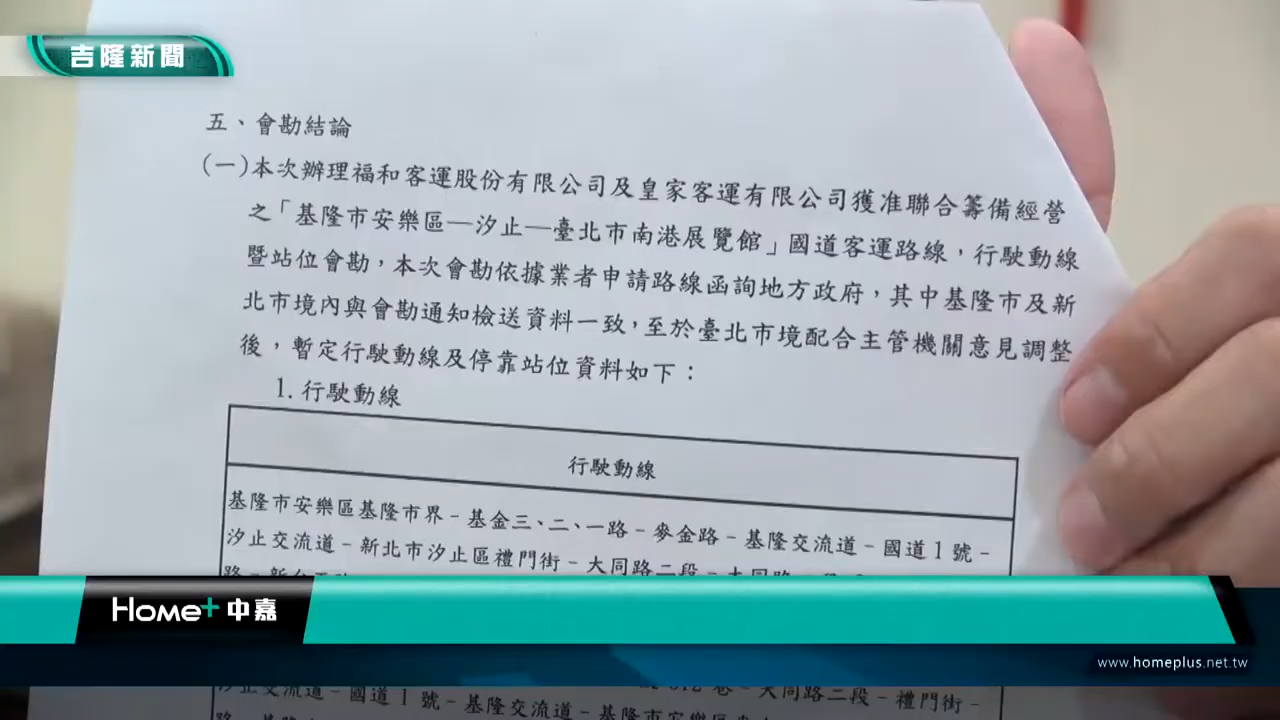 吉隆新聞
五、會勘結論
(一)本次辦理福和客運股份有限公司及皇家客運有限公司獲准聯合籌備經營
之「基隆市安樂區—汐止—臺北市南港展覽館」國道客運路線，行駛動線
暨站位會勘，本次會勘依據業者申請路線函詢地方政府，其中基隆市及新
北市境內與會勘通知檢送資料一致，至於臺北市境配合主管機關意見調整
後，暫定行駛動線及停靠站位資料如下：
1. 行駛動線
行駛動線
基隆市安樂區基隆市界－基金三、二、一路－麥金路－基隆交流道－國道1號－
汐止交流道－新北市汐止區禮門街－大同路二段－大同路
Home+中嘉
www.homeplus.net.tw
汐止交流道－國道1號－基隆交流道－基隆市安樂區 巷－大同路二段－禮門街－